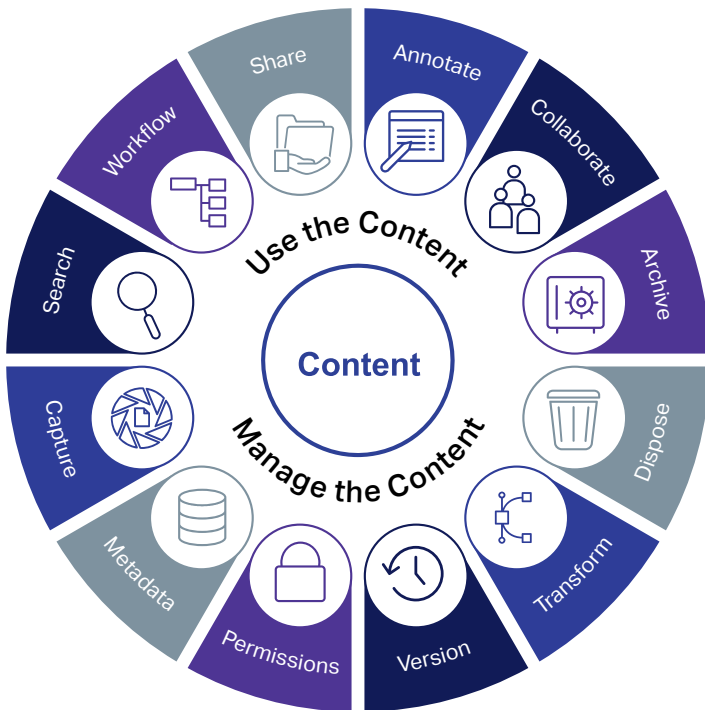 Share
Annotate
Workflow
Collaborate
Search
Archive
Use the Content
Content
Manage the Content
Capture
Dispose
Metadata
Transform
Permissions
Version